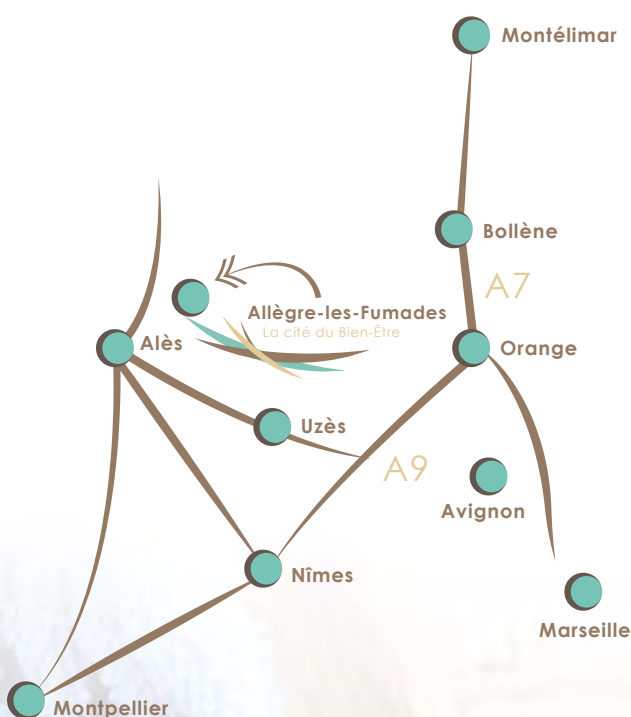 Montélimar
Bollène
A7
Allègre-les-Fumades
La cité du Bien-Être
Alès
Orange
Uzès
A9
Avignon
Nîmes
Marseille
Montpellier